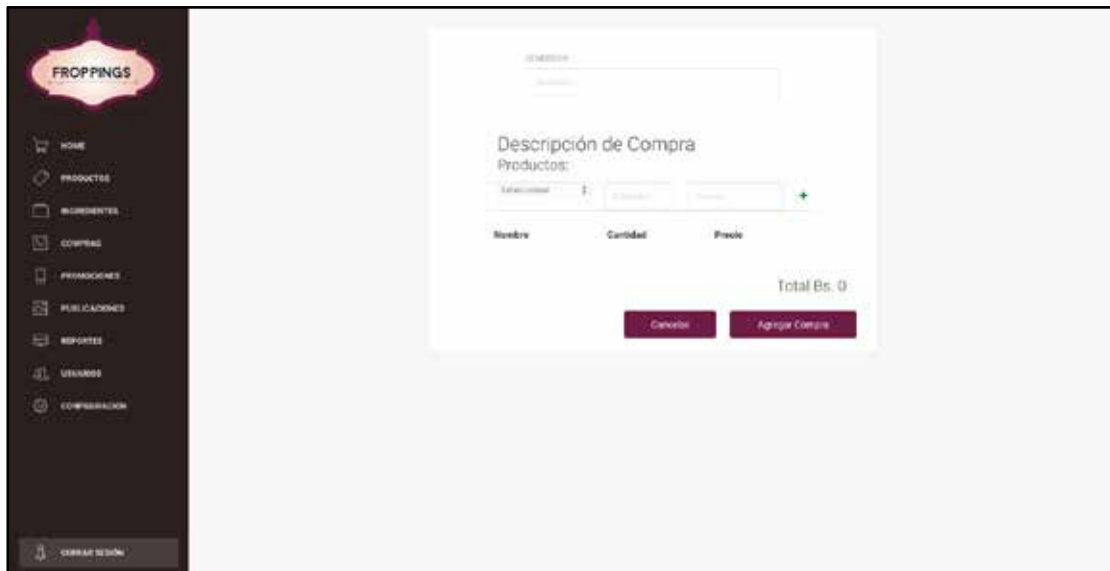 FROPPINGS
HOME
PRODUCTOS
INGREDIENTES
COMPRAS
PROMOCIONES
PUBLICACIONES
REPORTES
USUARIOS
CONFIGURACION
CERRAR SESIÓN
Descripción de Compra
Productos:
Seleccionar
Nombre Cantidad Precio
Total Bs. 0
Cancelar Agregar Compra